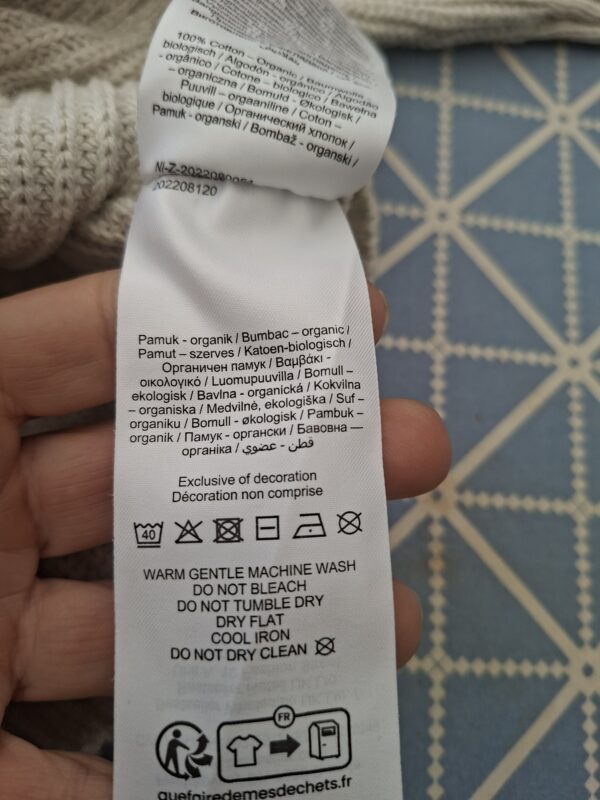 100% Cotton - Organic / Baumwolle
biologisch / Algodón - orgánico / Algodão
- orgânico / Cotone - biologico / Bawełna
– organiczna / Bomuld - Økologisk /
Puuvill – orgaaniline / Coton –
biologique / Органический хлопок /
Pamuk - organski / Bombaž - organski /
202208120
Pamuk - organik / Bumbac – organic /
Pamut – szerves / Katoen-biologisch /
Органичен памук / Βαμβάκι -
οικολογικό / Luomupuuvilla / Bomull –
ekologisk / Bavlna - organická / Kokvilna
– organiska / Medvilnė, ekologiška / Suf –
organiku / Bomull - økologisk / Pambuk –
organik / Памук - органски / Бавовна —
органіка / قطن - عضوي /
Exclusive of decoration
Décoration non comprise
40
WARM GENTLE MACHINE WASH
DO NOT BLEACH
DO NOT TUMBLE DRY
DRY FLAT
COOL IRON
DO NOT DRY CLEAN
FR
quefairedemesdechets.fr